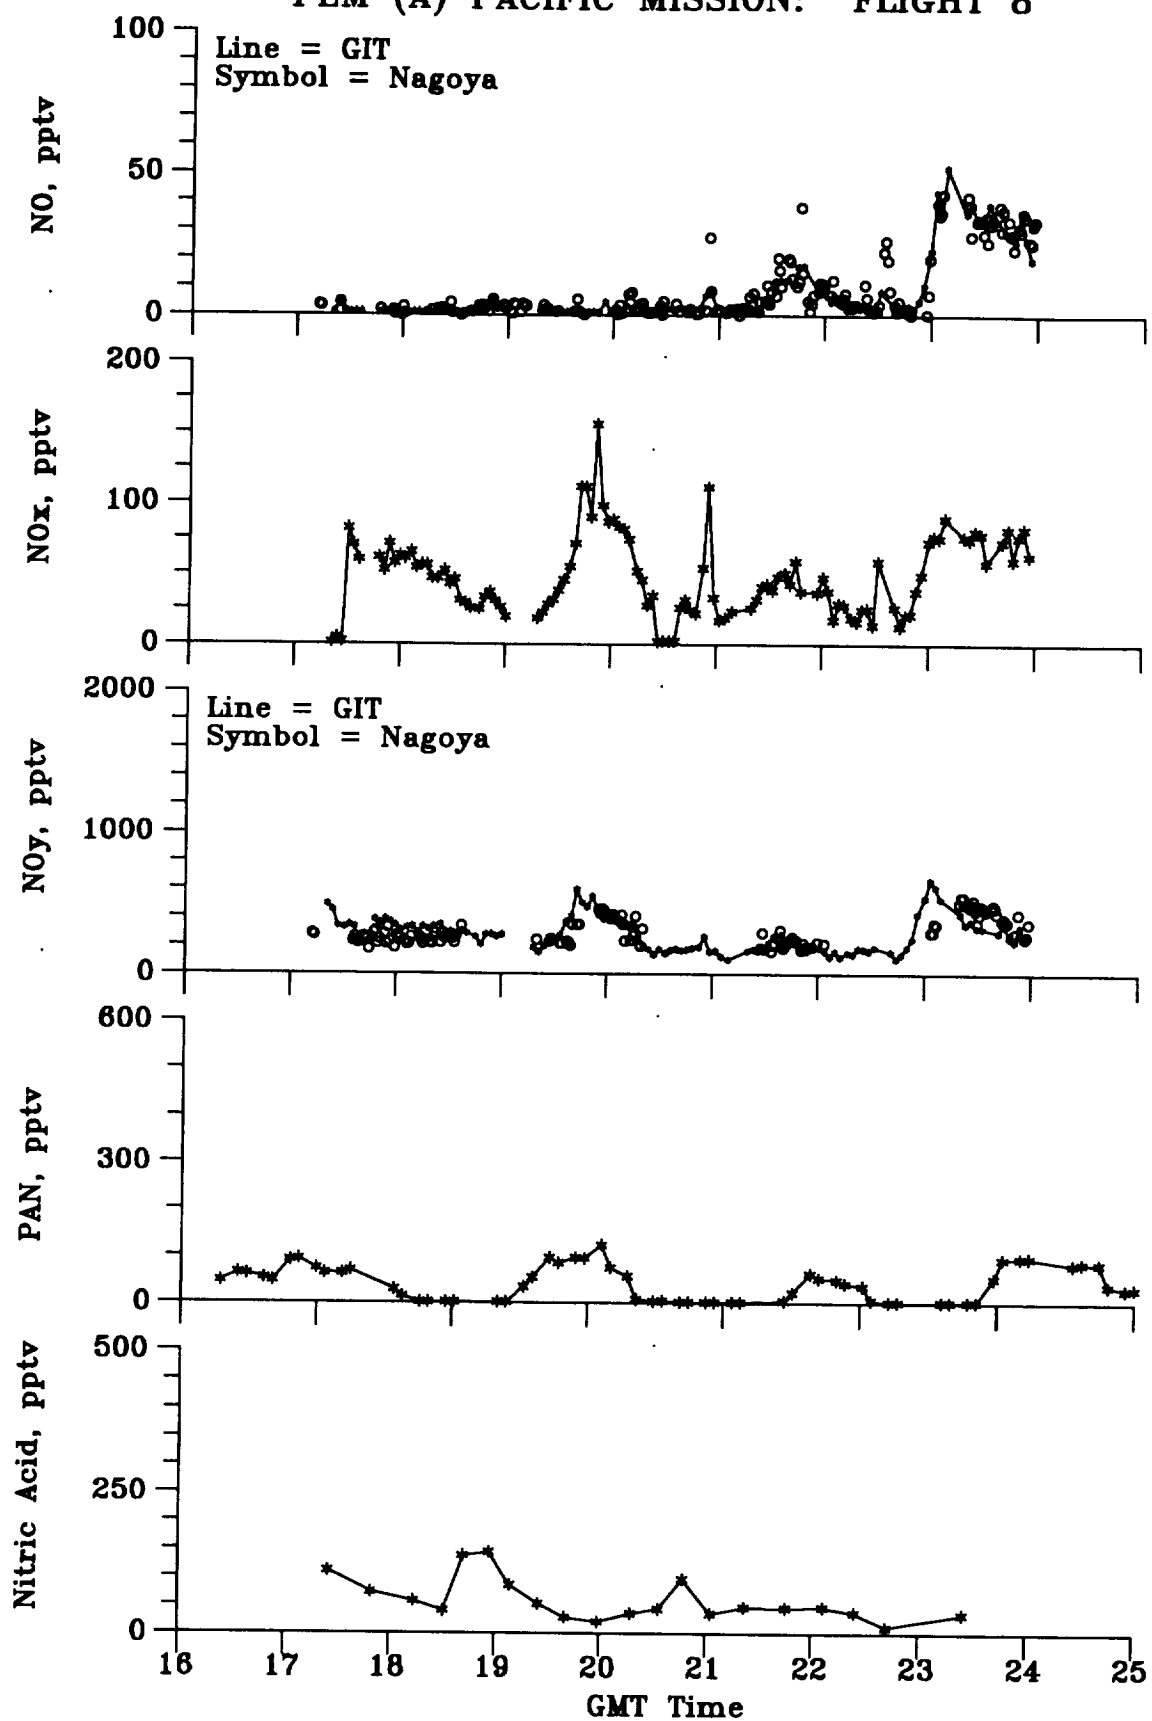 PEM (A) PACIFIC MISSION: FLIGHT 8
100
Line = GIT
Symbol = Nagoya
50
0
NO, pptv
200
100
0
NOx, pptv
2000
Line = GIT
Symbol = Nagoya
1000
0
NOy, pptv
600
300
0
PAN, pptv
500
250
0
Nitric Acid, pptv
16 17 18 19 20 21 22 23 24 25
GMT Time